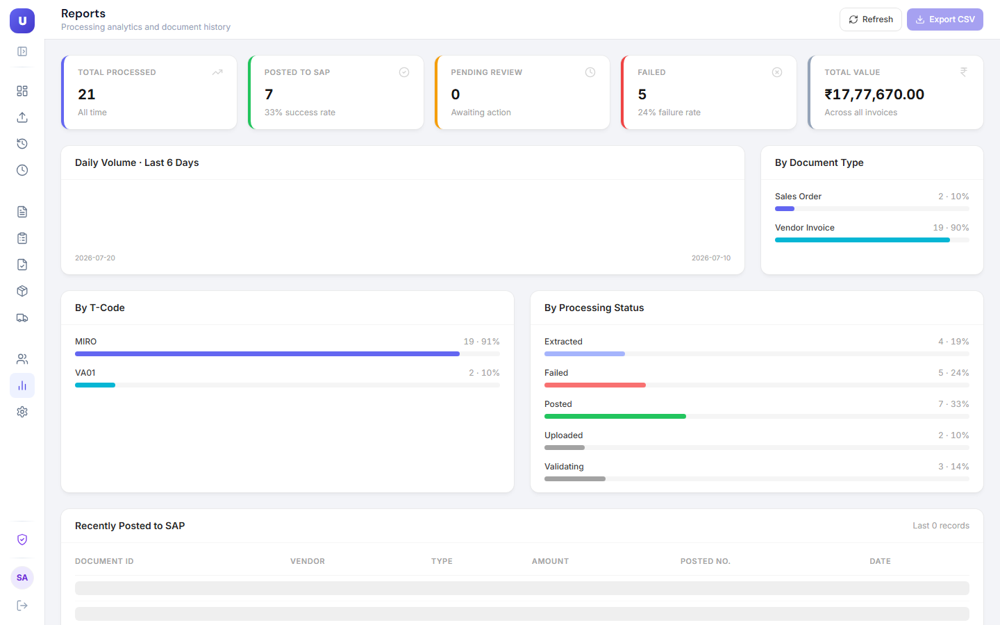 U
Reports
Processing analytics and document history
Refresh
Export CSV
TOTAL PROCESSED
21
All time
POSTED TO SAP
7
33% success rate
PENDING REVIEW
0
Awaiting action
FAILED
5
24% failure rate
TOTAL VALUE
₹
₹17,77,670.00
Across all invoices
Daily Volume · Last 6 Days
2026-07-20
2026-07-10
By Document Type
Sales Order
2 · 10%
Vendor Invoice
19 · 90%
By T-Code
MIRO
19 · 91%
VA01
2 · 10%
By Processing Status
Extracted
4 · 19%
Failed
5 · 24%
Posted
7 · 33%
Uploaded
2 · 10%
Validating
3 · 14%
Recently Posted to SAP
Last 0 records
DOCUMENT ID VENDOR TYPE AMOUNT POSTED NO. DATE
SA